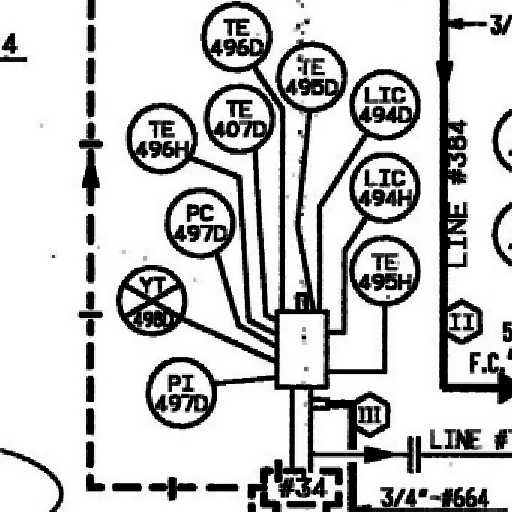 4
TE
496D
TE
495D
3/
TE
407D
LIC
494D
TE
496H
LIC
494H
LINE #384
PC
497D
TE
495H
YT
498D
II
F.C.
PI
497D
III
LINE #
#34
3/4"-#664